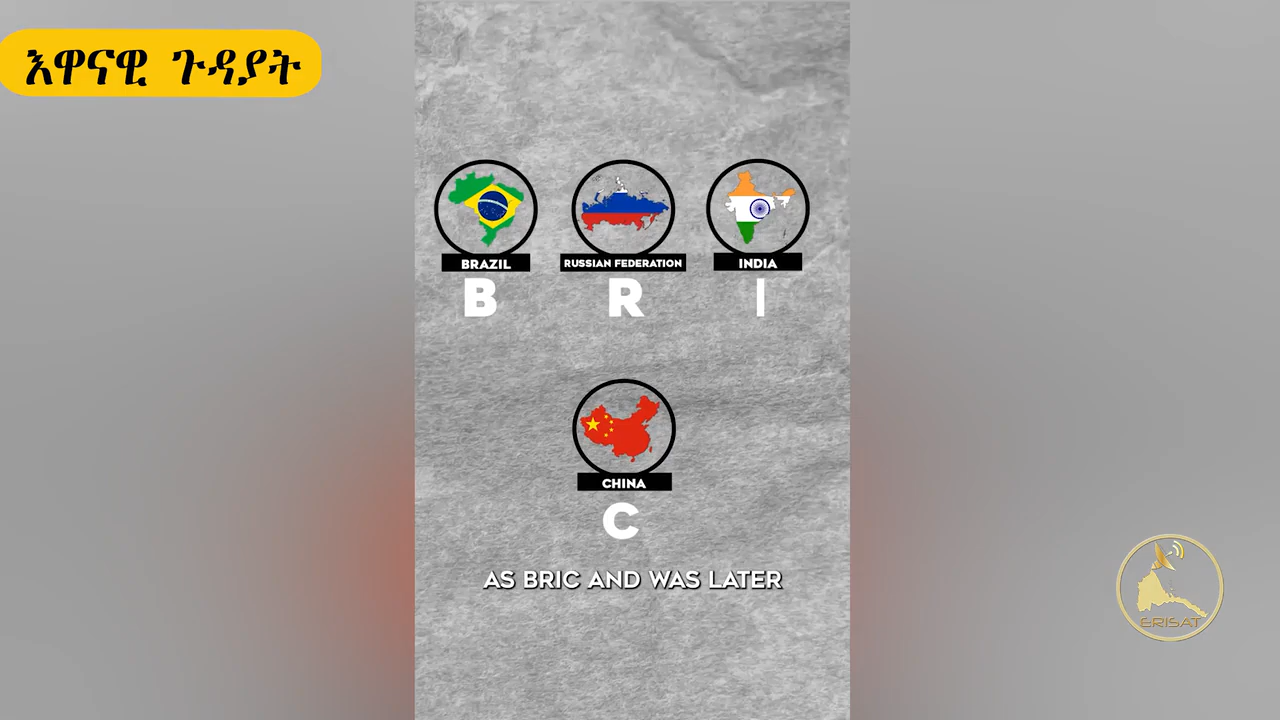 እዋናዊ ጉዳያት
BRAZIL
RUSSIAN FEDERATION
INDIA
B R I
CHINA
C
AS BRIC AND WAS LATER
ERISAT